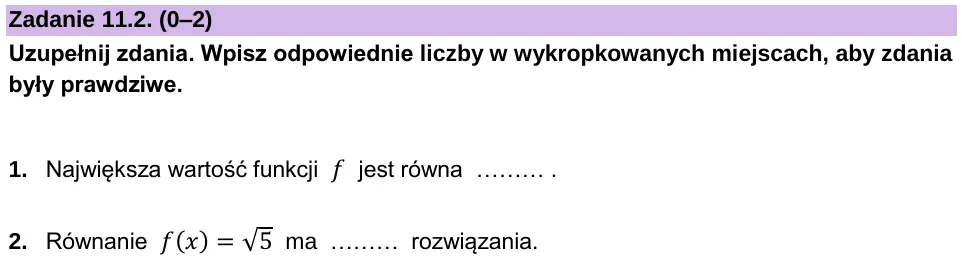 Zadanie 11.2. (0–2)
Uzupełnij zdania. Wpisz odpowiednie liczby w wykropkowanych miejscach, aby zdania
były prawdziwe.
1. Największa wartość funkcji f jest równa ……… .
2. Równanie f(x) = √5 ma ……… rozwiązania.